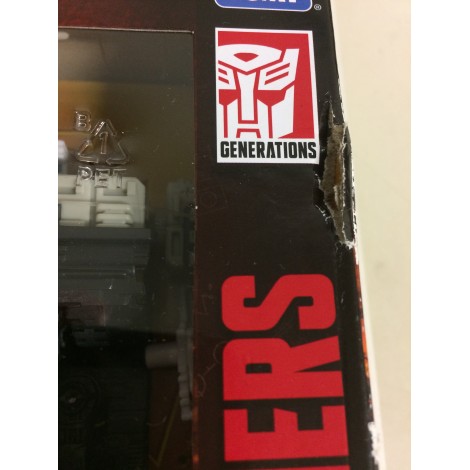 ®
B
1
PET
GENERATIONS
ERS